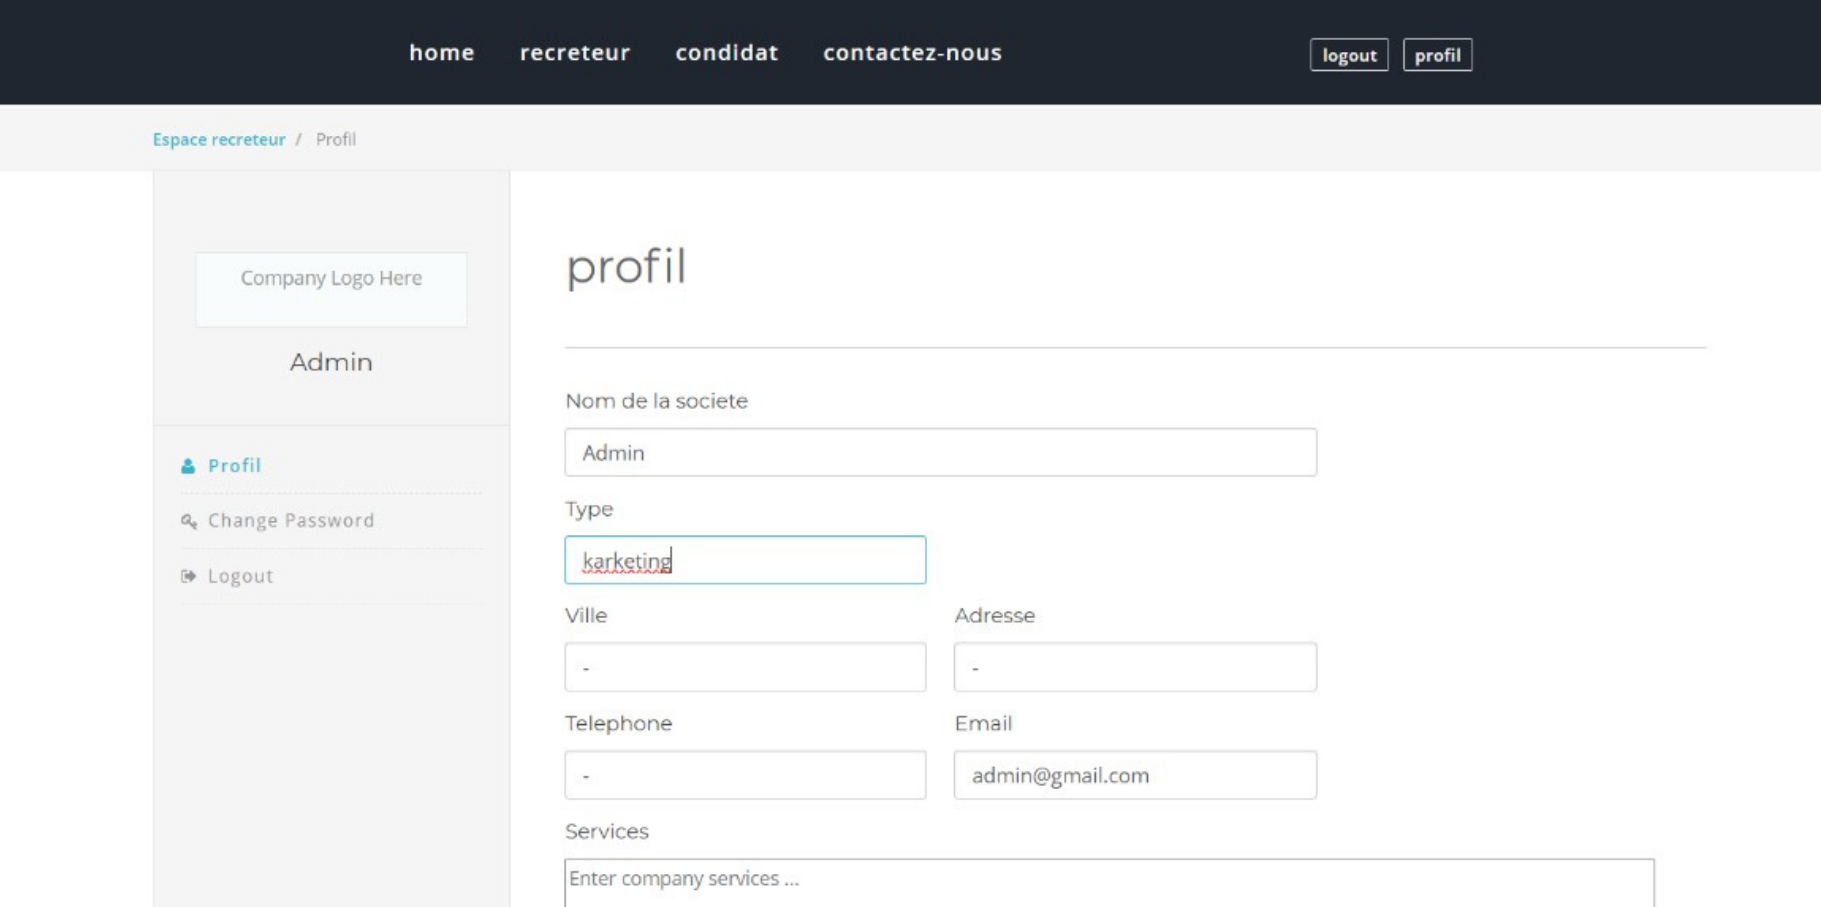 home recreteur condidat contactez-nous logout profil
Espace recreteur / Profil
Company Logo Here
Admin
Profil
Change Password
Logout
profil
Nom de la societe
Admin
Type
karketing
Ville Adresse
- -
Telephone Email
- admin@gmail.com
Services
Enter company services ...